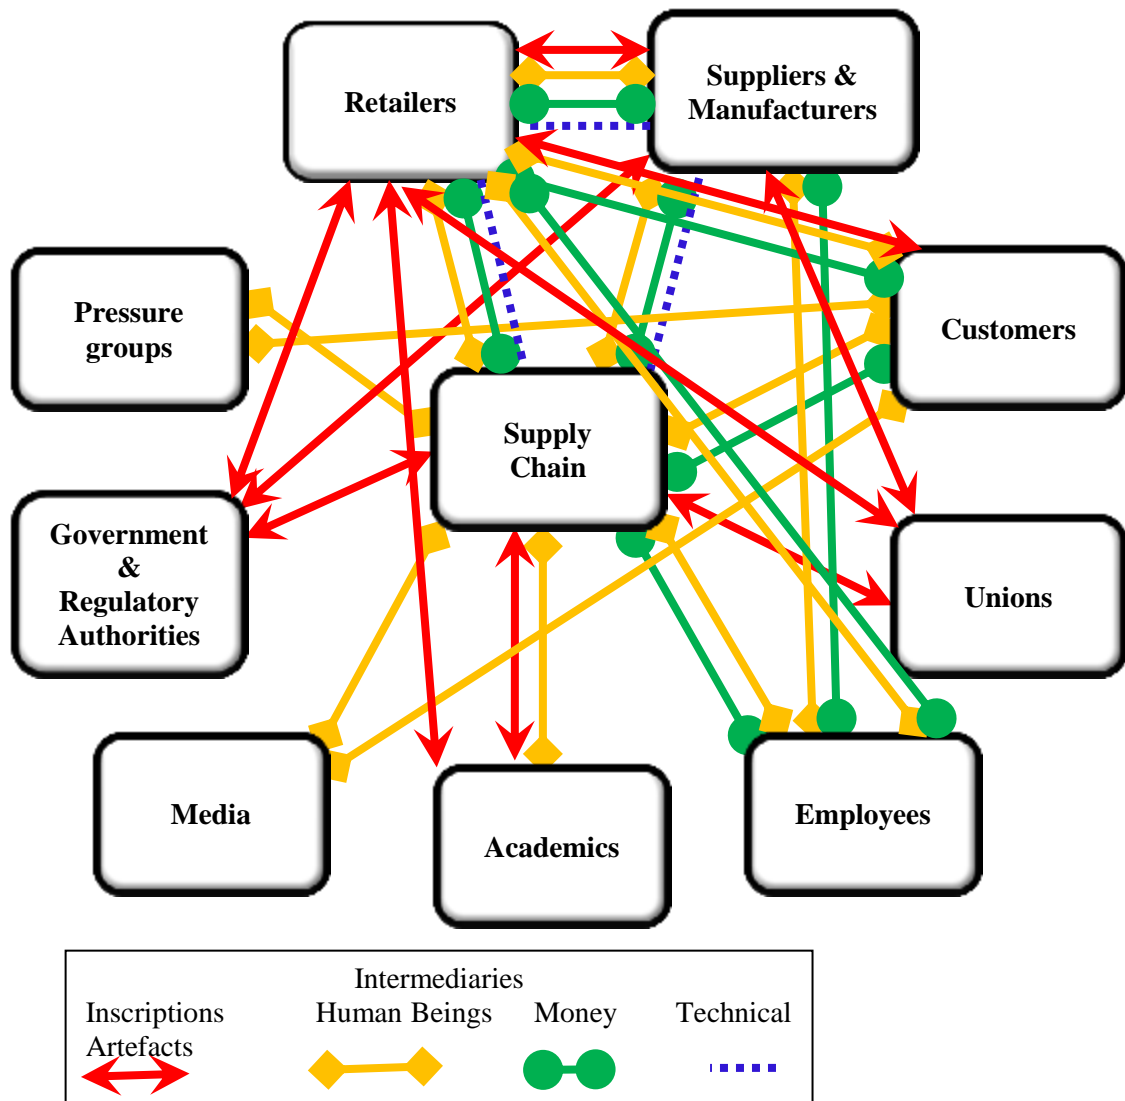 Retailers
Suppliers &
Manufacturers
Pressure
groups
Customers
Supply
Chain
Government
&
Regulatory
Authorities
Unions
Media
Academics
Employees
Intermediaries
Inscriptions Human Beings Money Technical
Artefacts